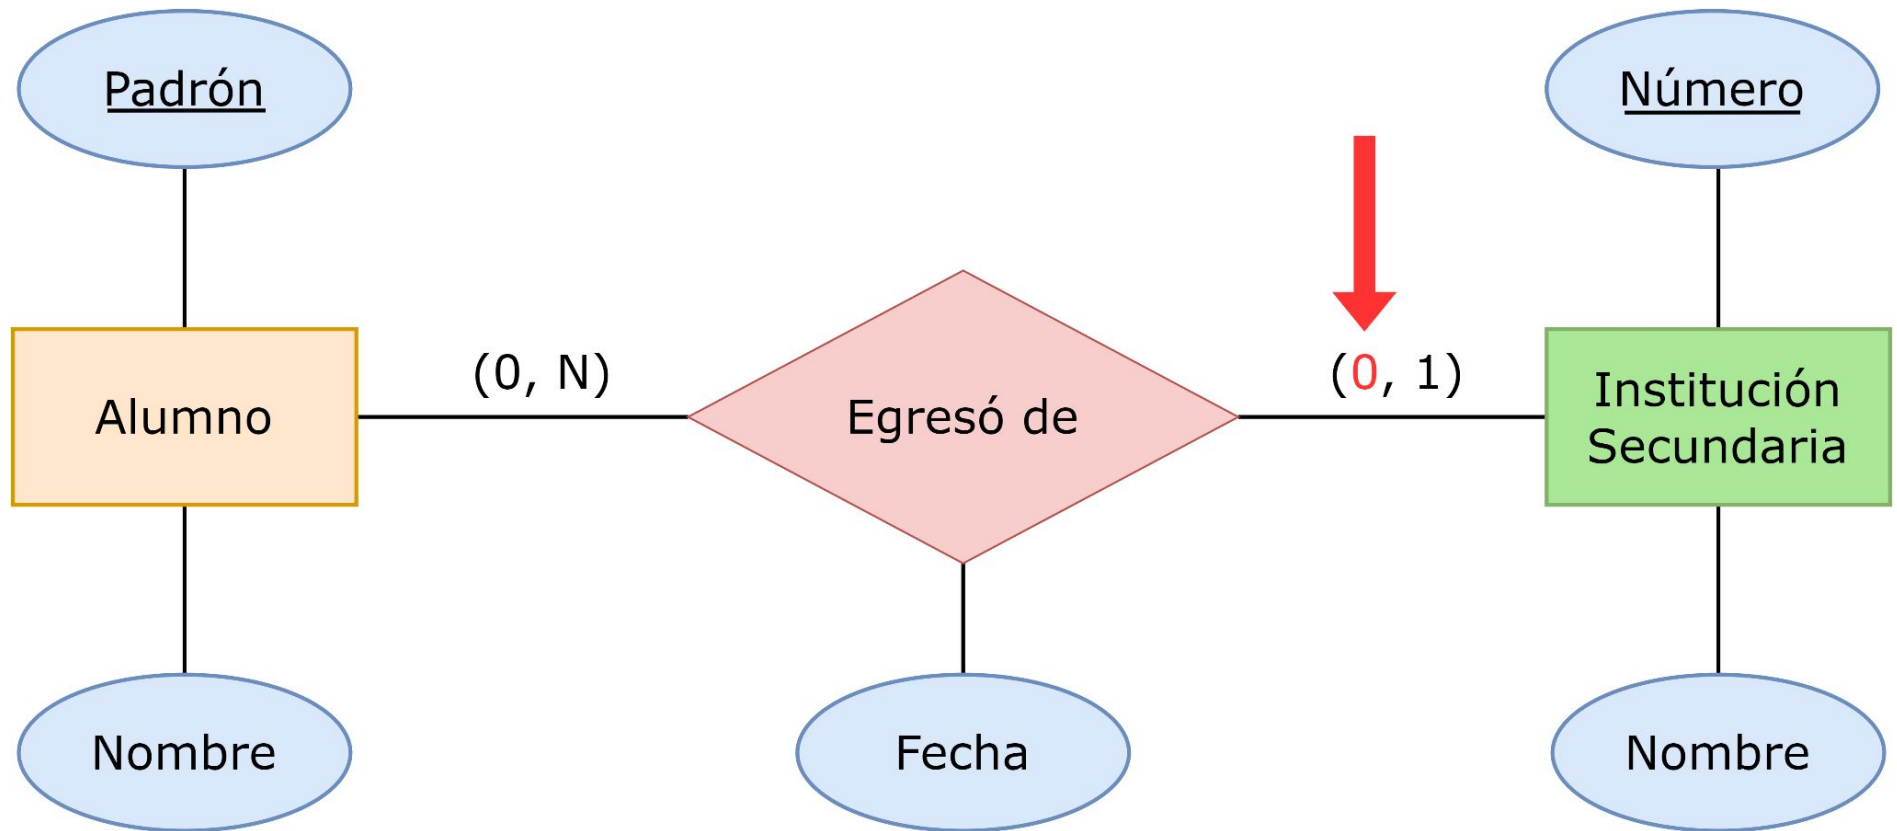 Padrón
Número
(0, N)
(0, 1)
Alumno
Egresó de
Institución
Secundaria
Nombre
Fecha
Nombre